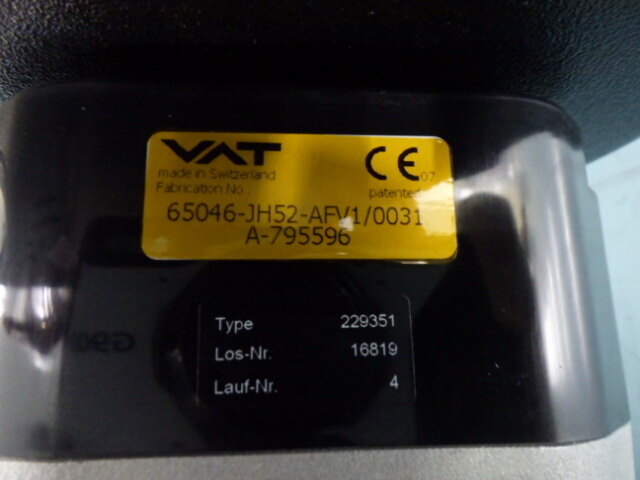 VAT
CE 07
made in Switzerland
Fabrication No.: patented
65046-JH52-AFV1/0031
A-795596
Type 229351
Los-Nr. 16819
Lauf-Nr. 4